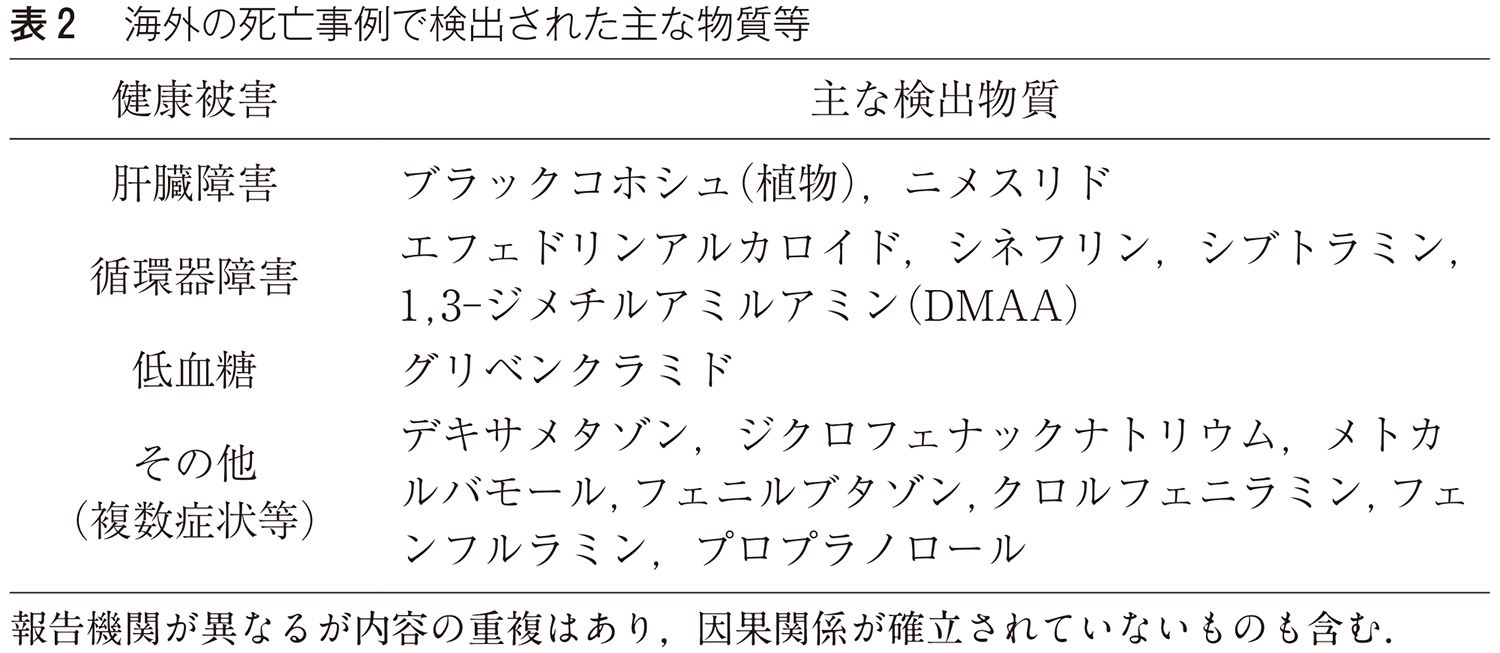 表2 海外の死亡事例で検出された主な物質等
健康被害 主な検出物質
肝臓障害 ブラックコホシュ(植物), ニメスリド
循環器障害 エフェドリンアルカロイド, シネフリン, シブトラミン,
1,3-ジメチルアミルアミン(DMAA)
低血糖 グリベンクラミド
その他 デキサメタゾン, ジクロフェナックナトリウム, メトカ
(複数症状等) ルバモール, フェニルブタゾン, クロルフェニラミン, フェ
ンフルラミン, プロプラノロール
報告機関が異なるが内容の重複はあり, 因果関係が確立されていないものも含む.